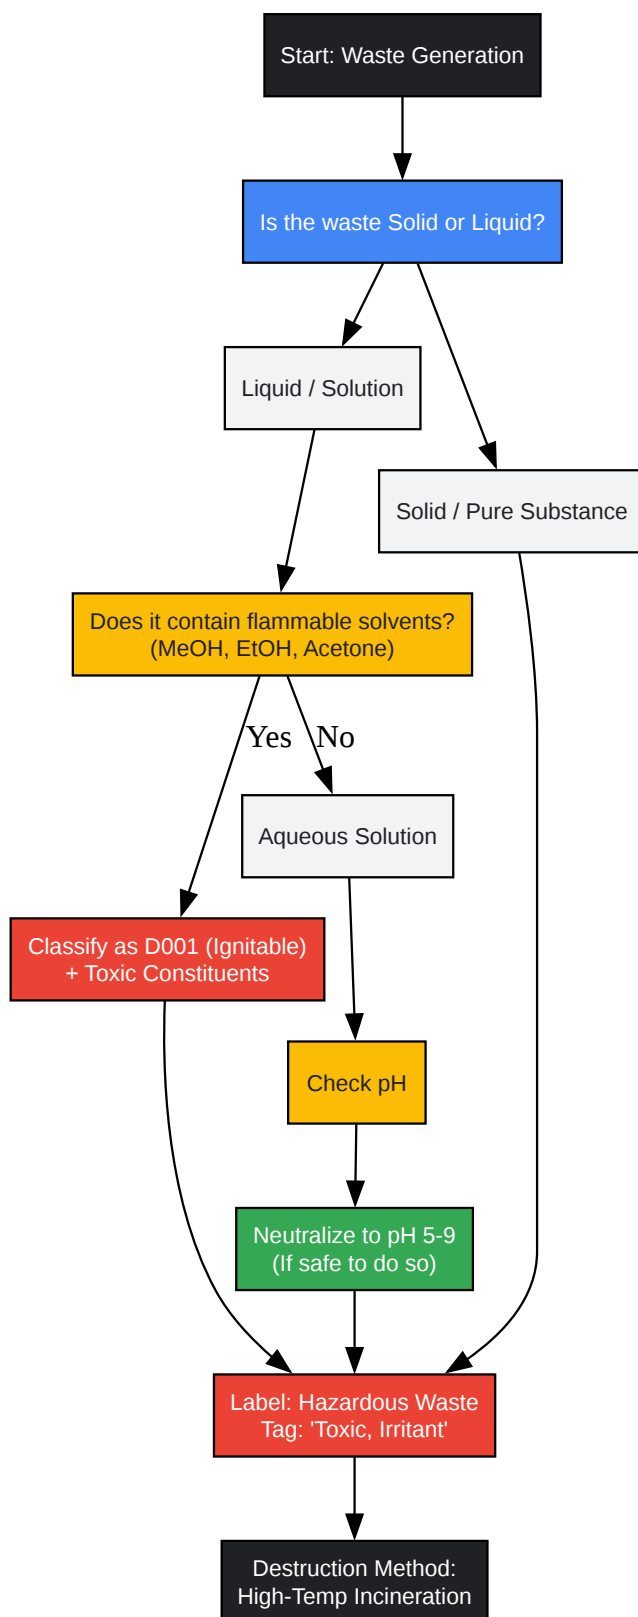 Start: Waste Generation
Is the waste Solid or Liquid?
Liquid / Solution
Solid / Pure Substance
Does it contain flammable solvents?
(MeOH, EtOH, Acetone)
Yes
No
Aqueous Solution
Classify as D001 (Ignitable)
+ Toxic Constituents
Check pH
Neutralize to pH 5-9
(If safe to do so)
Label: Hazardous Waste
Tag: 'Toxic, Irritant'
Destruction Method:
High-Temp Incineration